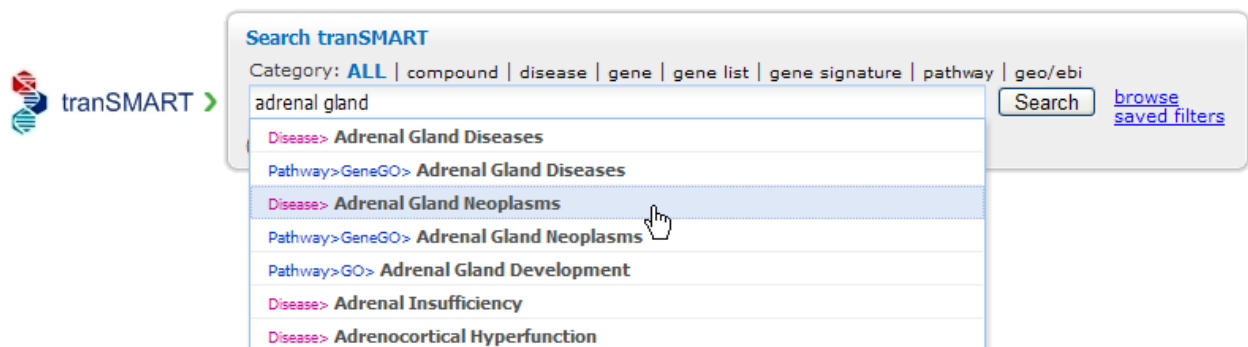 Search tranSMART
Category: ALL | compound | disease | gene | gene list | gene signature | pathway | geo/ebi
tranSMART
adrenal gland
Search
browse
saved filters
Disease> Adrenal Gland Diseases
Pathway>GeneGO> Adrenal Gland Diseases
Disease> Adrenal Gland Neoplasms
Pathway>GeneGO> Adrenal Gland Neoplasms
Pathway>GO> Adrenal Gland Development
Disease> Adrenal Insufficiency
Disease> Adrenocortical Hyperfunction